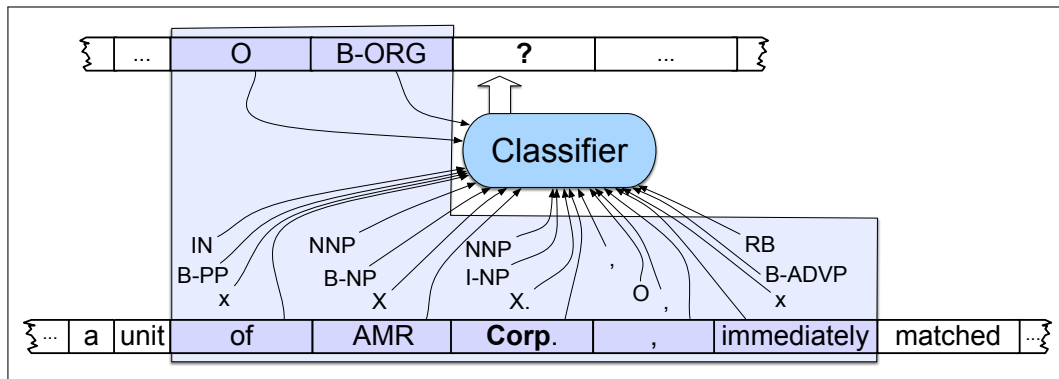 ... O B-ORG ? ...
Classifier
IN NNP NNP , RB
B-PP B-NP I-NP B-ADVP
x X X. O , x
... a unit of AMR Corp. , immediately matched ...